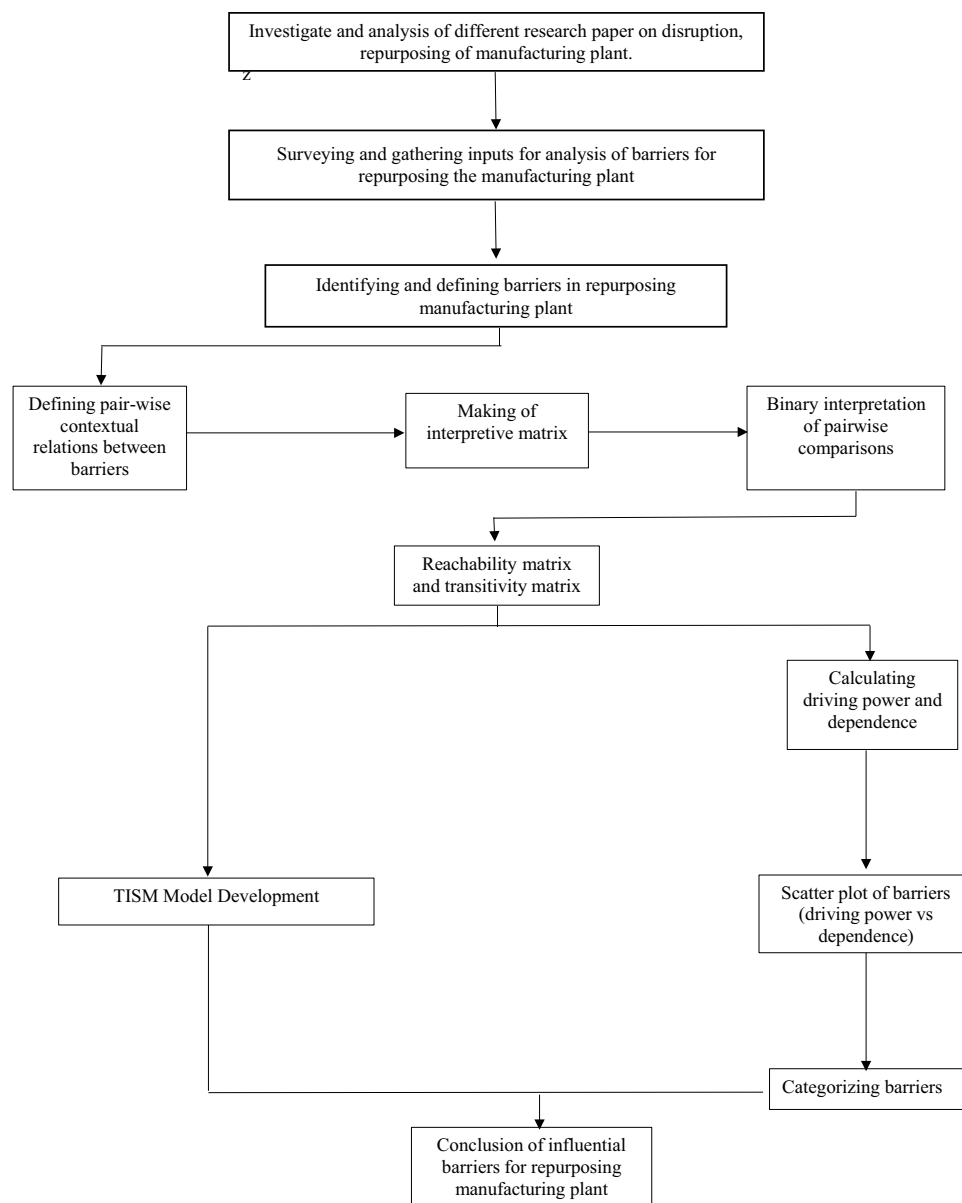 Investigate and analysis of different research paper on disruption,
repurposing of manufacturing plant.
z
Surveying and gathering inputs for analysis of barriers for
repurposing the manufacturing plant
Identifying and defining barriers in repurposing
manufacturing plant
Defining pair-wise
contextual
relations between
barriers
Making of
interpretive matrix
Binary interpretation
of pairwise
comparisons
Reachability matrix
and transitivity matrix
Calculating
driving power and
dependence
TISM Model Development
Scatter plot of barriers
(driving power vs
dependence)
Categorizing barriers
Conclusion of influential
barriers for repurposing
manufacturing plant